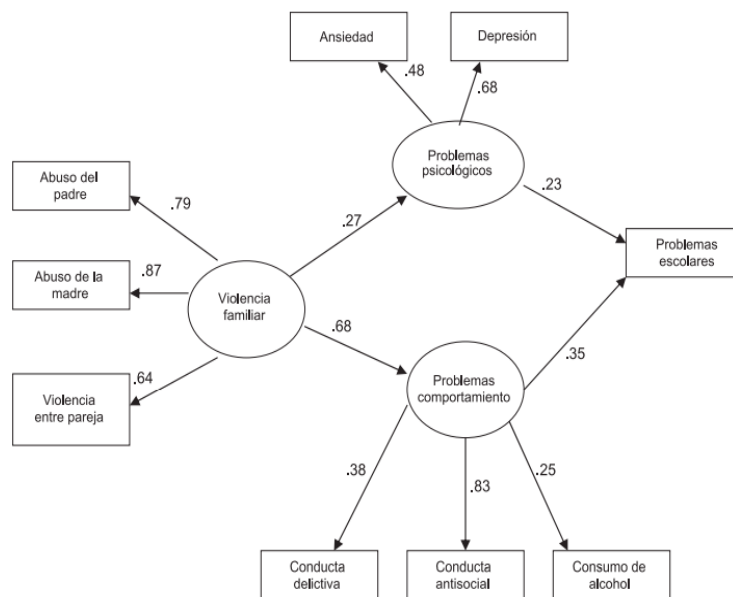 Ansiedad
Depresión
.48
.68
Problemas
psicológicos
Abuso del
padre
.79
.27
.23
Problemas
escolares
Abuso de la
madre
.87
Violencia
familiar
.68
.35
Problemas
comportamiento
.64
Violencia
entre pareja
.38
.83
.25
Conducta
delictiva
Conducta
antisocial
Consumo de
alcohol